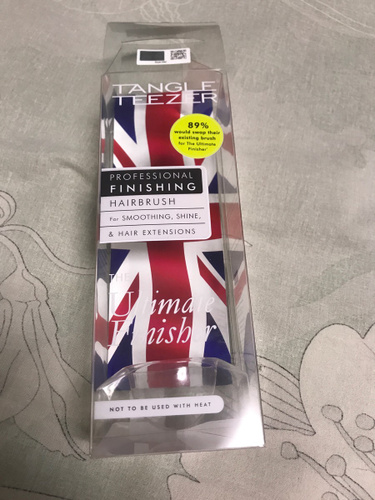 TANGLE
TEEZER
89%
would swap their
existing brush
for The Ultimate
Finisher*
PROFESSIONAL
FINISHING
HAIRBRUSH
For SMOOTHING, SHINE,
& HAIR EXTENSIONS
THE
Ultimate
Finisher
NOT TO BE USED WITH HEAT